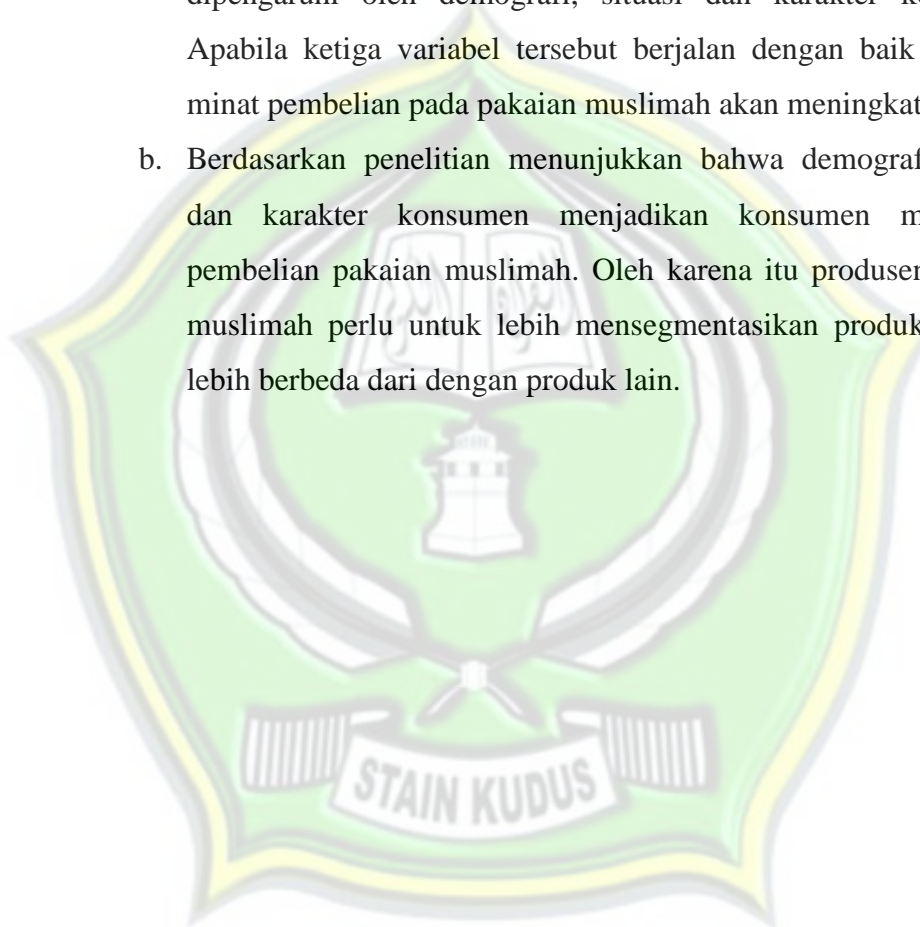 dipengaruhi oleh demografi, situasi dan karakter
Apabila ketiga variabel tersebut berjalan dengan baik
minat pembelian pada pakaian muslimah akan meningkat
b. Berdasarkan penelitian menunjukkan bahwa demograf
dan karakter konsumen menjadikan konsumen m
pembelian pakaian muslimah. Oleh karena itu produsen
muslimah perlu untuk lebih mensegmentasikan produk
lebih berbeda dari dengan produk lain.
STAIN KUDUS